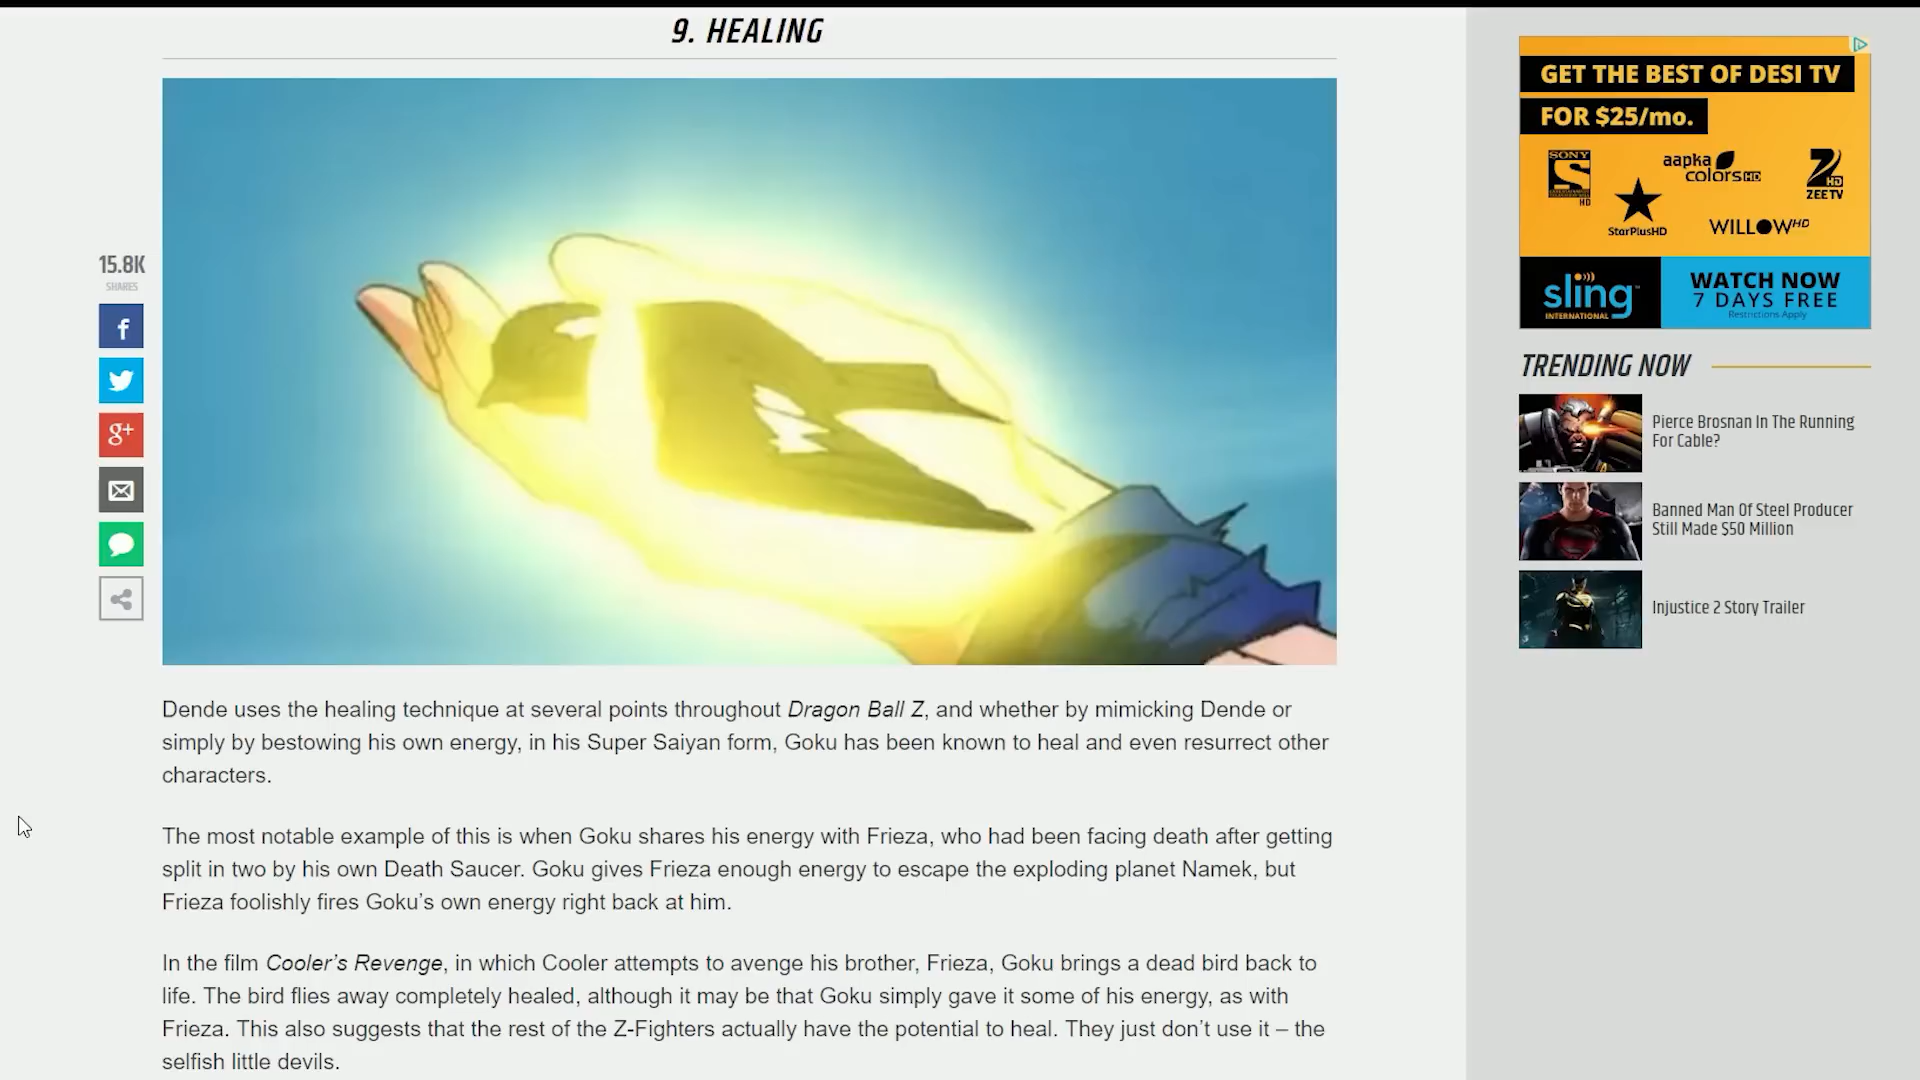 9. HEALING
15.8K
SHARES
f
g+
Dende uses the healing technique at several points throughout Dragon Ball Z, and whether by mimicking Dende or
simply by bestowing his own energy, in his Super Saiyan form, Goku has been known to heal and even resurrect other
characters.
The most notable example of this is when Goku shares his energy with Frieza, who had been facing death after getting
split in two by his own Death Saucer. Goku gives Frieza enough energy to escape the exploding planet Namek, but
Frieza foolishly fires Goku’s own energy right back at him.
In the film Cooler’s Revenge, in which Cooler attempts to avenge his brother, Frieza, Goku brings a dead bird back to
life. The bird flies away completely healed, although it may be that Goku simply gave it some of his energy, as with
Frieza. This also suggests that the rest of the Z-Fighters actually have the potential to heal. They just don’t use it – the
selfish little devils.
GET THE BEST OF DESI TV
FOR $25/mo.
SONY
S
HD
aapka
colors HD
Z
HD
ZEE TV
StarPlusHD
WILLOW HD
sling
INTERNATIONAL
WATCH NOW
7 DAYS FREE
Restrictions Apply
TRENDING NOW
Pierce Brosnan In The Running
For Cable?
Banned Man Of Steel Producer
Still Made $50 Million
Injustice 2 Story Trailer